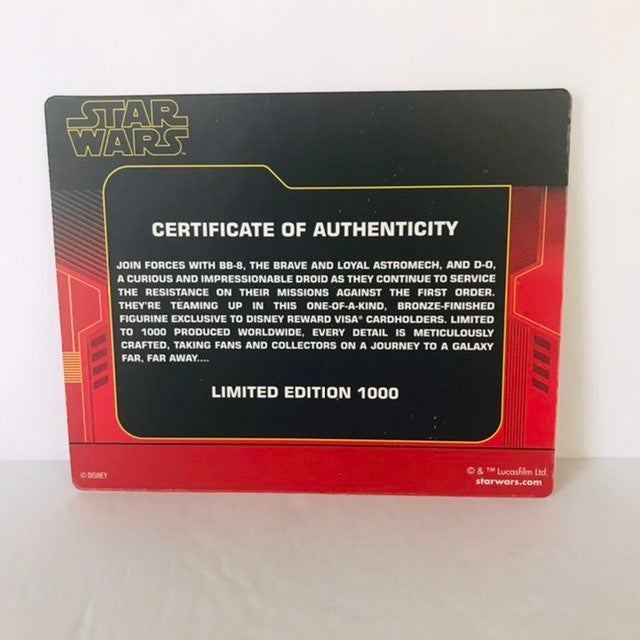 STAR
WARS™
CERTIFICATE OF AUTHENTICITY
JOIN FORCES WITH BB-8, THE BRAVE AND LOYAL ASTROMECH, AND D-O,
A CURIOUS AND IMPRESSIONABLE DROID AS THEY CONTINUE TO SERVICE
THE RESISTANCE ON THEIR MISSIONS AGAINST THE FIRST ORDER.
THEY'RE TEAMING UP IN THIS ONE-OF-A-KIND, BRONZE-FINISHED
FIGURINE EXCLUSIVE TO DISNEY REWARD VISA® CARDHOLDERS. LIMITED
TO 1000 PRODUCED WORLDWIDE, EVERY DETAIL IS METICULOUSLY
CRAFTED, TAKING FANS AND COLLECTORS ON A JOURNEY TO A GALAXY
FAR, FAR AWAY....
LIMITED EDITION 1000
© DISNEY
© & ™ Lucasfilm Ltd.
starwars.com